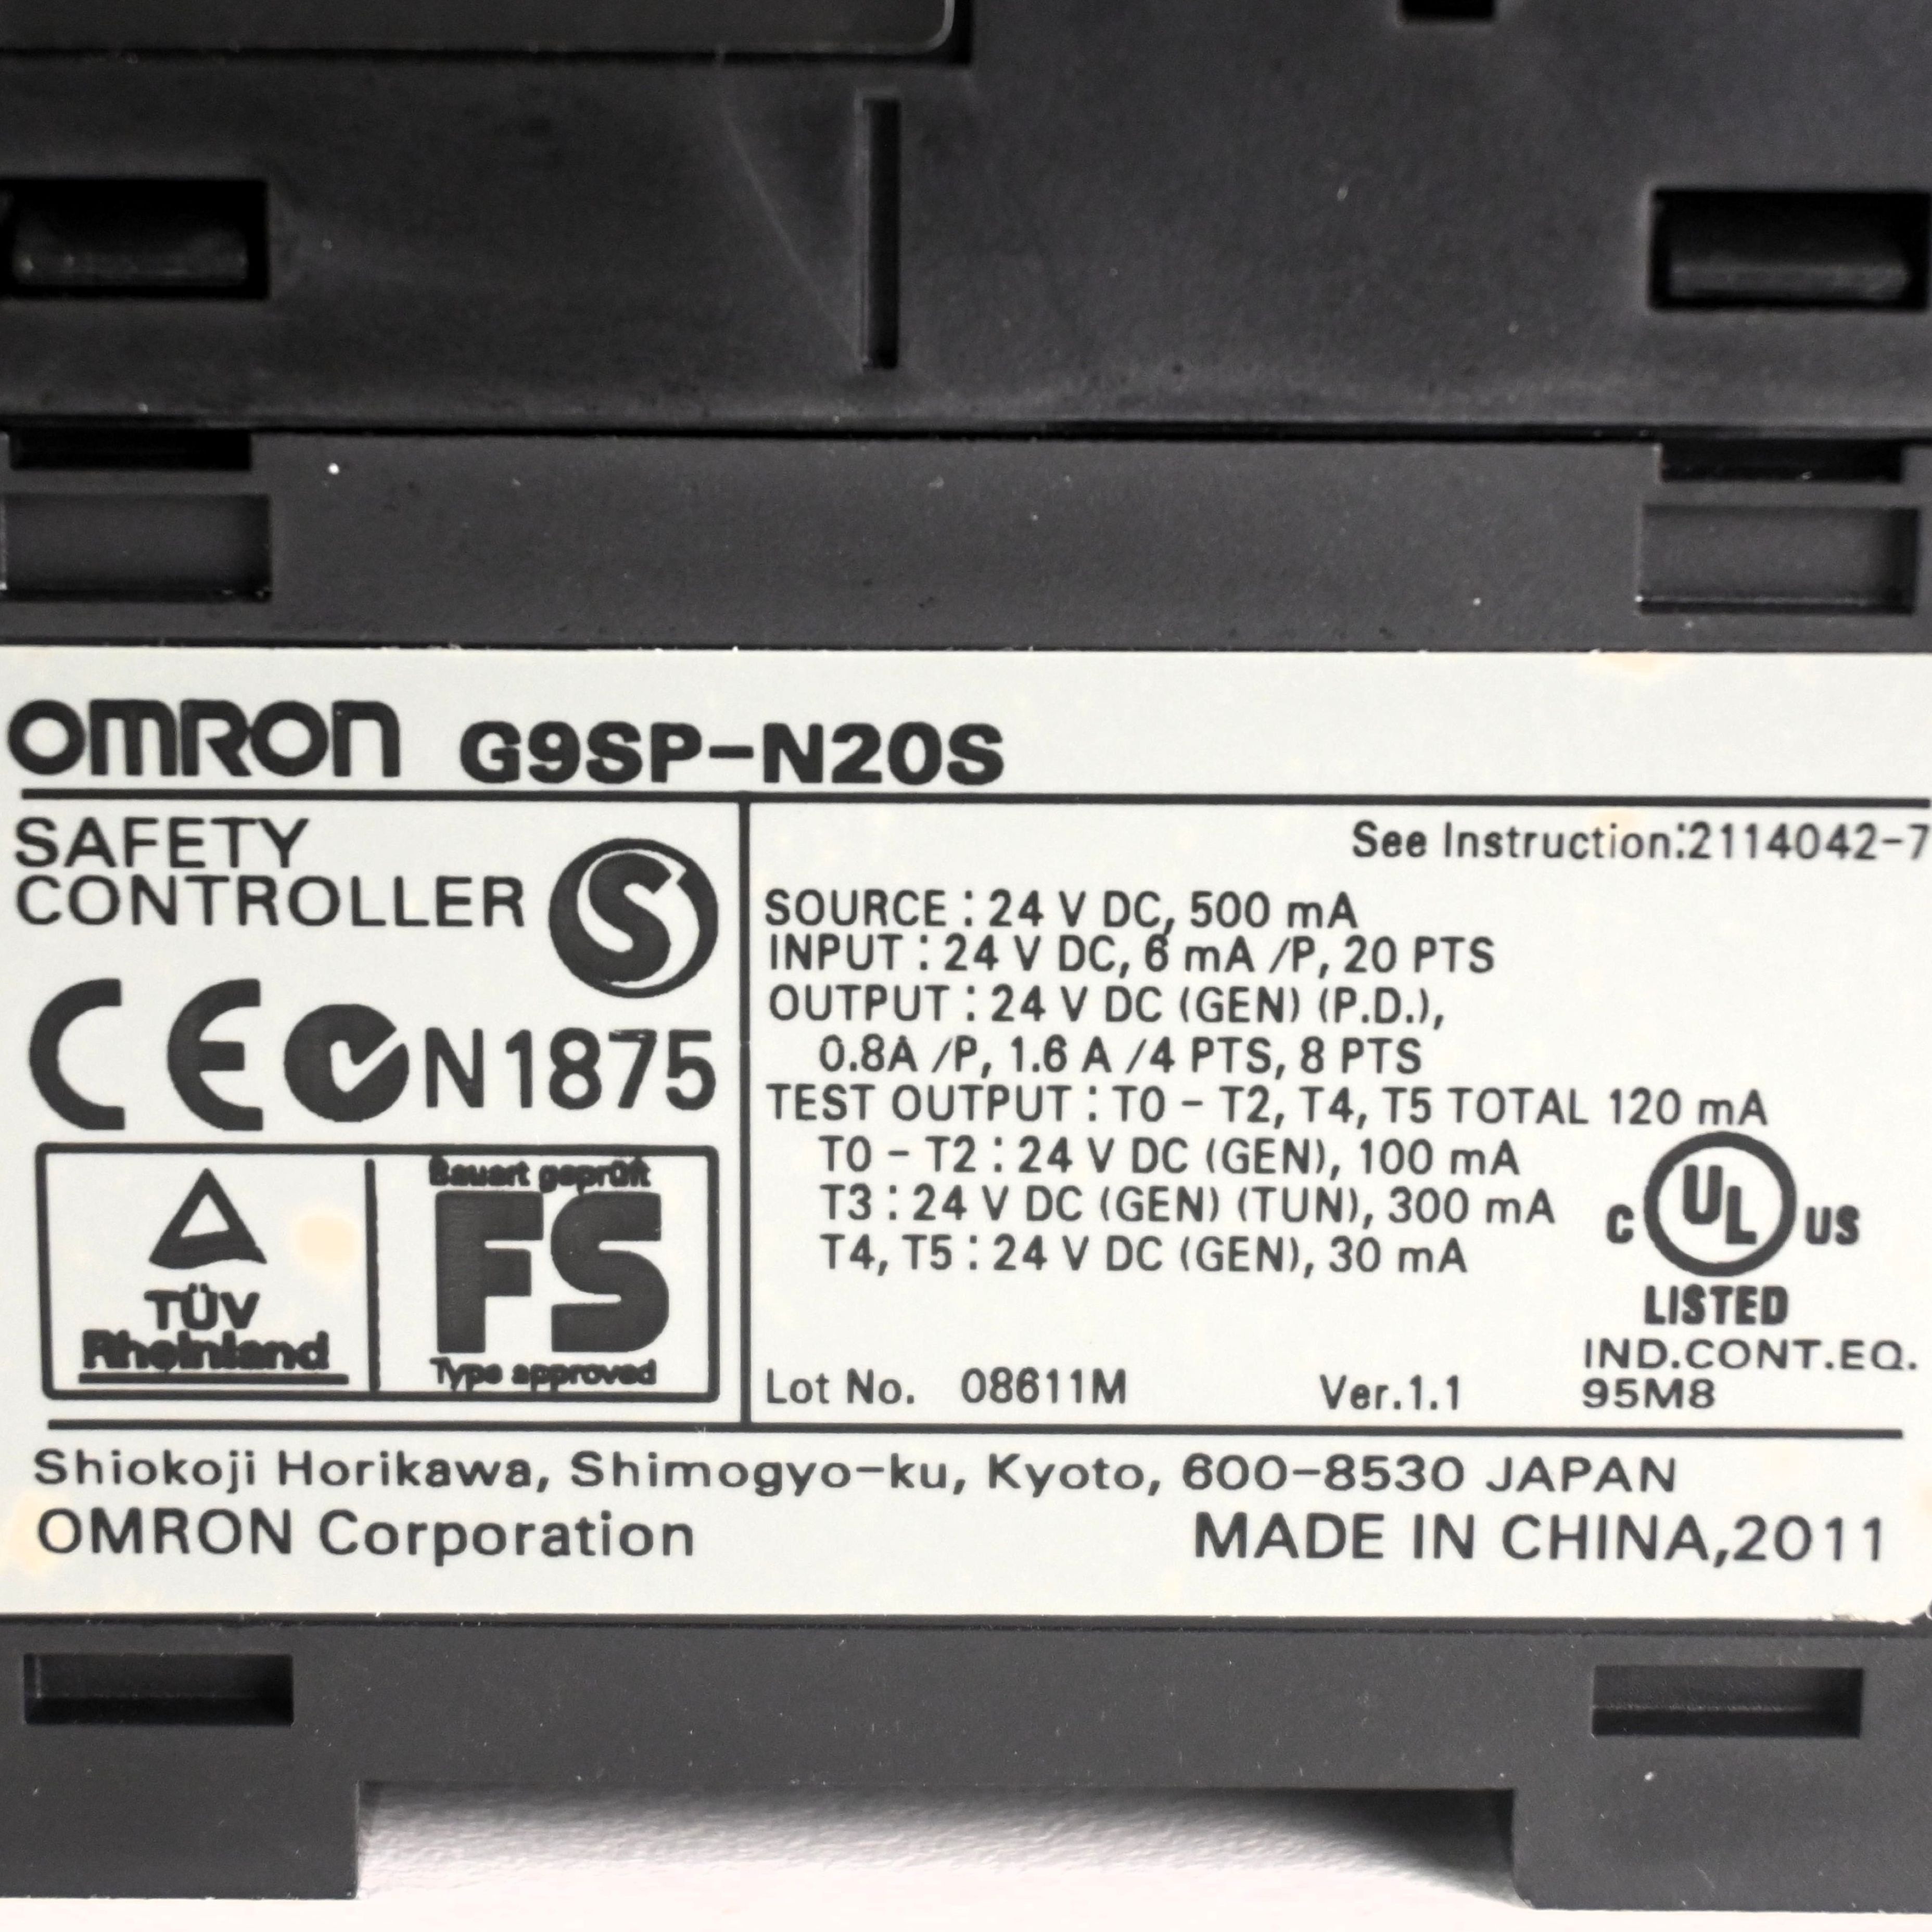 OMRON G9SP-N20S
SAFETY
CONTROLLER
S
CE N1875
TÜV
Rheinland
Bauart geprüft
FS
Type approved
See Instruction:2114042-7
SOURCE : 24 V DC, 500 mA
INPUT : 24 V DC, 6 mA /P, 20 PTS
OUTPUT : 24 V DC (GEN) (P.D.),
0.8A /P, 1.6 A /4 PTS, 8 PTS
TEST OUTPUT : T0 - T2, T4, T5 TOTAL 120 mA
T0 - T2 : 24 V DC (GEN), 100 mA
T3 : 24 V DC (GEN) (TUN), 300 mA
T4, T5 : 24 V DC (GEN), 30 mA
C UL US
LISTED
IND.CONT.EQ.
95M8
Lot No. 08611M Ver.1.1
Shiokoji Horikawa, Shimogyo-ku, Kyoto, 600-8530 JAPAN
OMRON Corporation MADE IN CHINA,2011